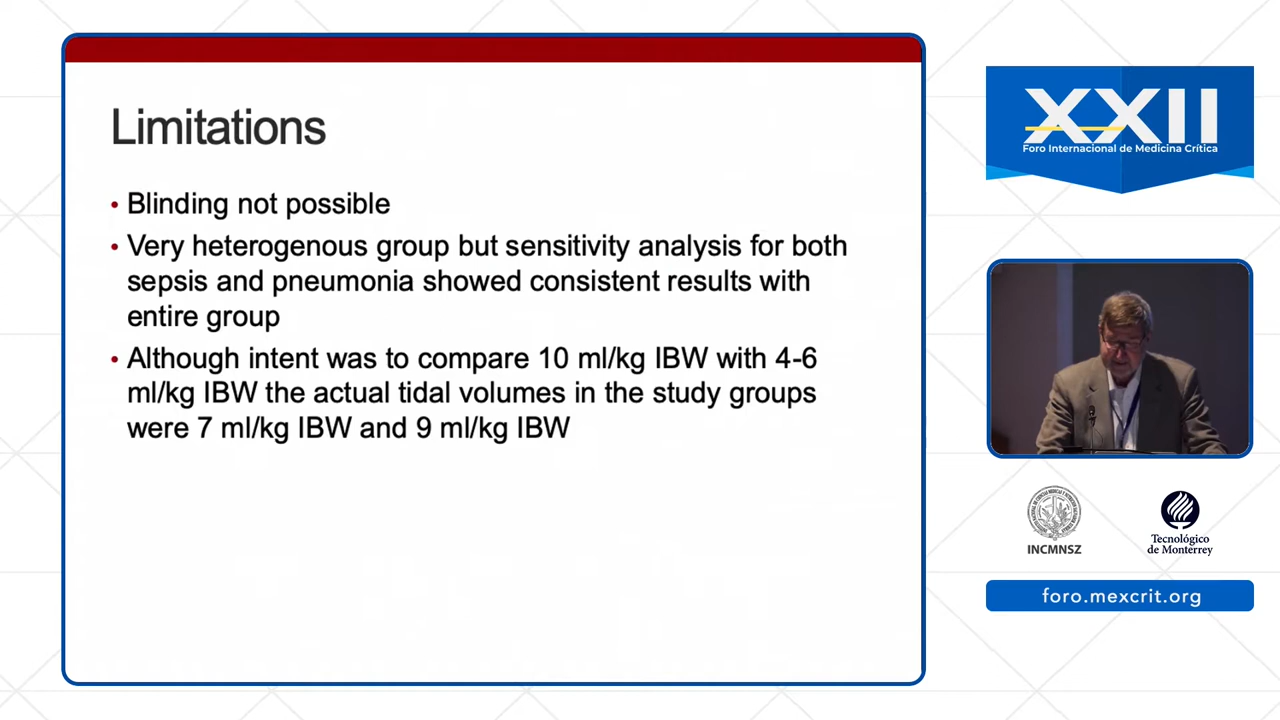 Limitations
• Blinding not possible
• Very heterogenous group but sensitivity analysis for both
sepsis and pneumonia showed consistent results with
entire group
• Although intent was to compare 10 ml/kg IBW with 4-6
ml/kg IBW the actual tidal volumes in the study groups
were 7 ml/kg IBW and 9 ml/kg IBW
XXII
Foro Internacional de Medicina Crítica
INCMNSZ
Tecnológico
de Monterrey
foro.mexcrit.org